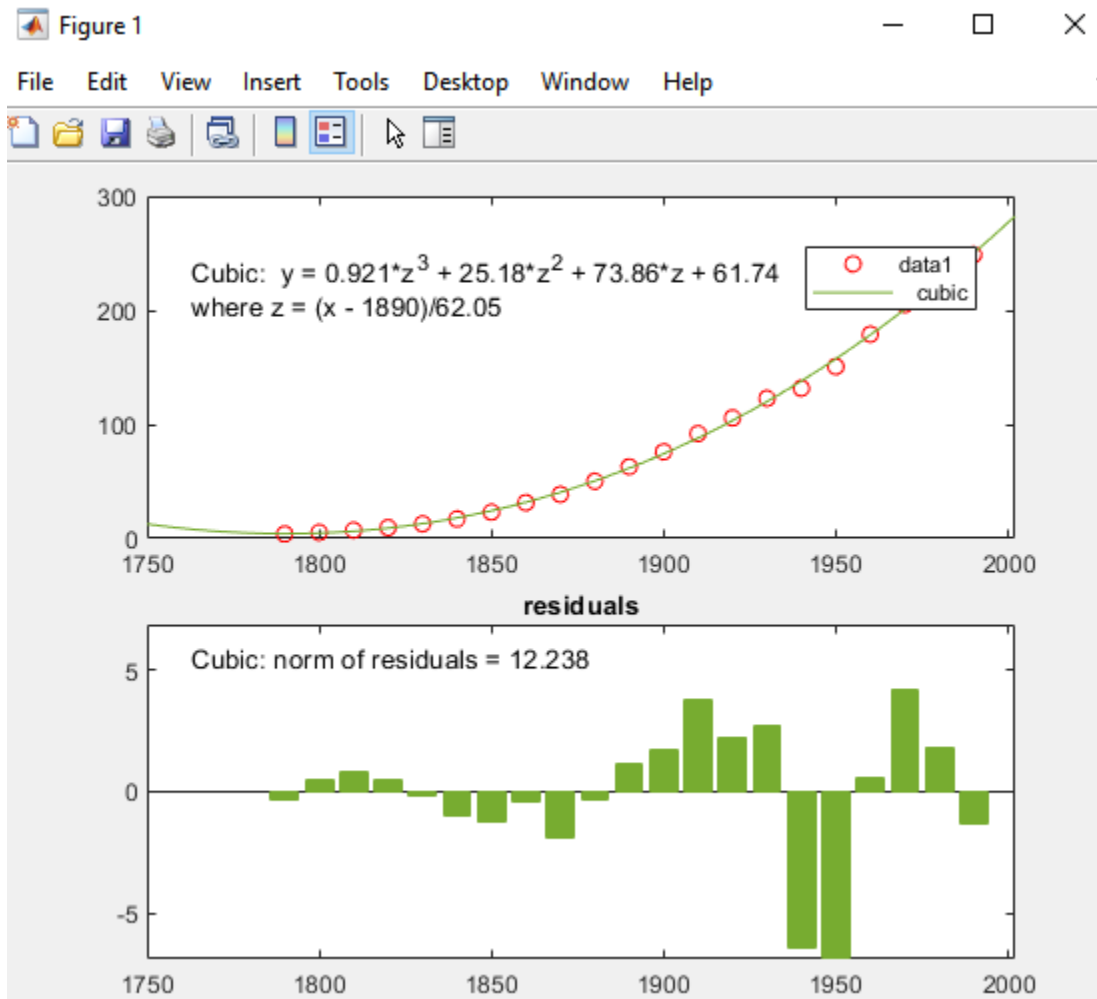 Figure 1
File Edit View Insert Tools Desktop Window Help
300
200
100
0
Cubic: y = 0.921*z^3 + 25.18*z^2 + 73.86*z + 61.74
where z = (x - 1890)/62.05
data1
cubic
1750 1800 1850 1900 1950 2000
residuals
Cubic: norm of residuals = 12.238
5
0
-5
1750 1800 1850 1900 1950 2000